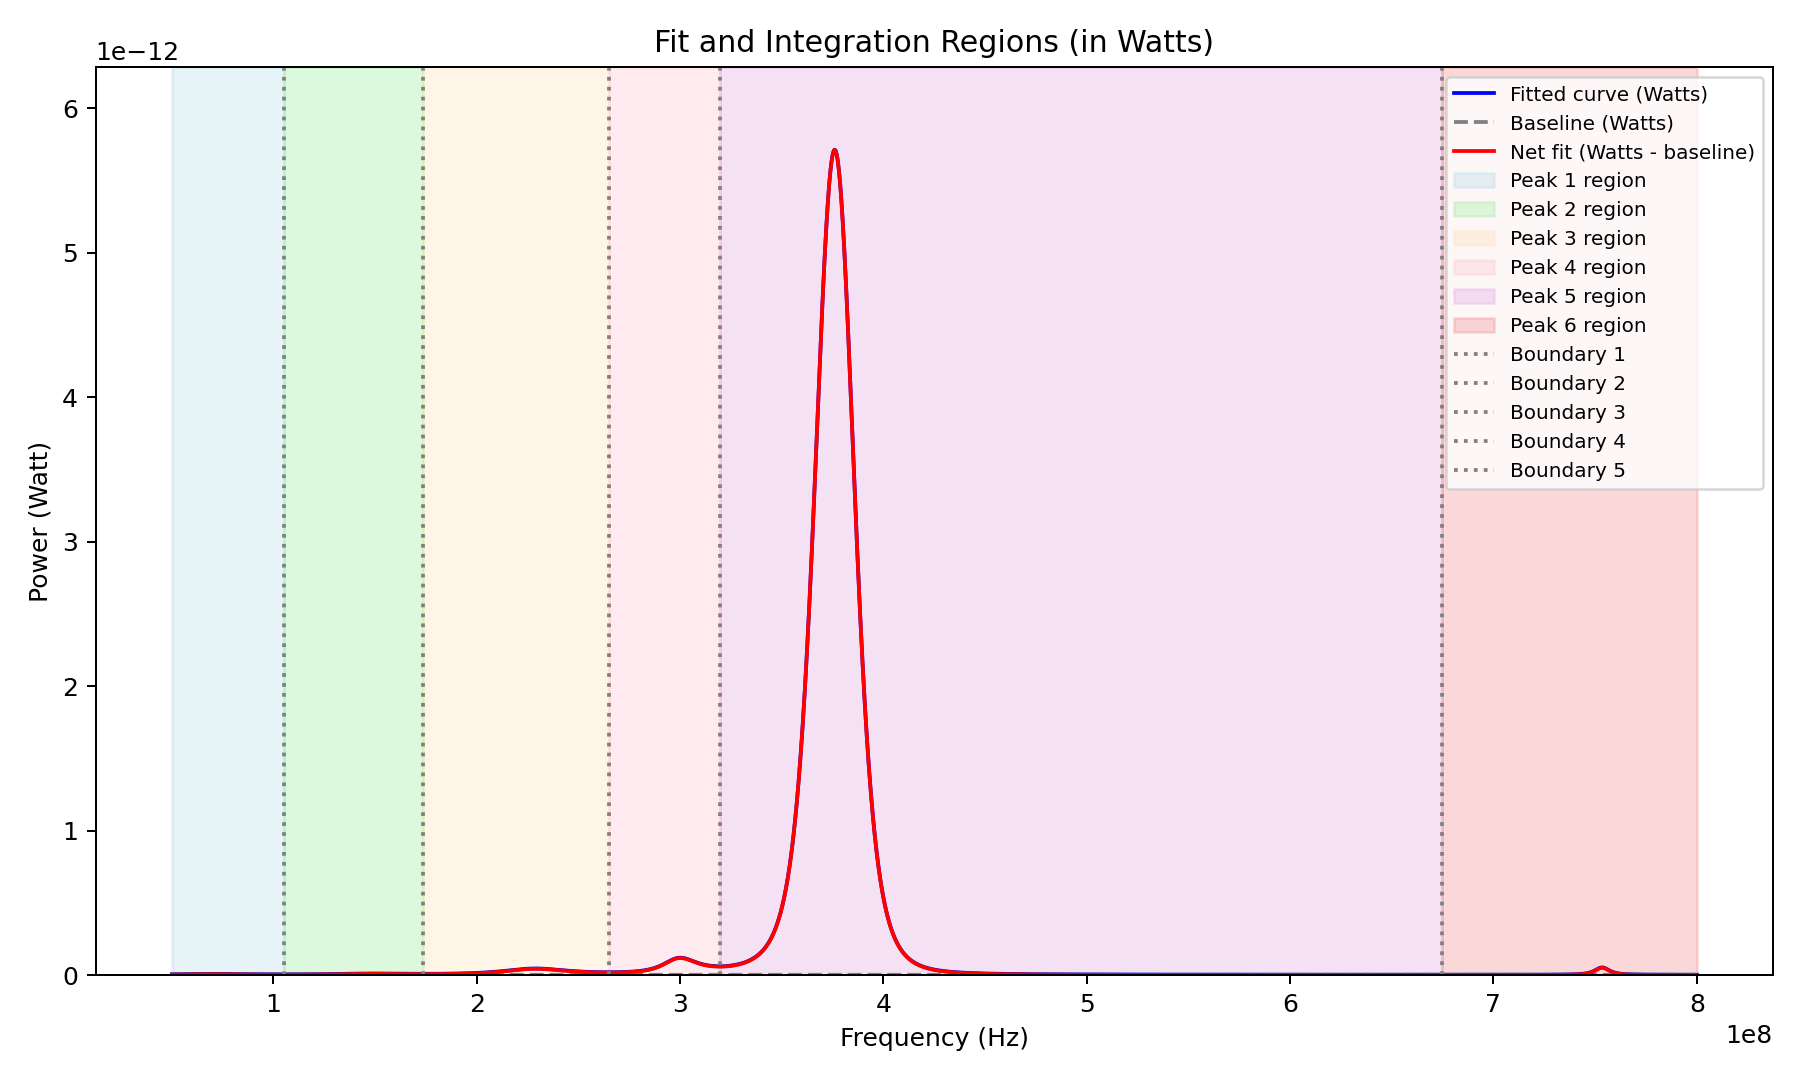 Fit and Integration Regions (in Watts)
1e−12
6
5
4
3
2
1
0
Power (Watt)
Fitted curve (Watts)
Baseline (Watts)
Net fit (Watts - baseline)
Peak 1 region
Peak 2 region
Peak 3 region
Peak 4 region
Peak 5 region
Peak 6 region
Boundary 1
Boundary 2
Boundary 3
Boundary 4
Boundary 5
1 2 3 4 5 6 7 8
Frequency (Hz)
1e8